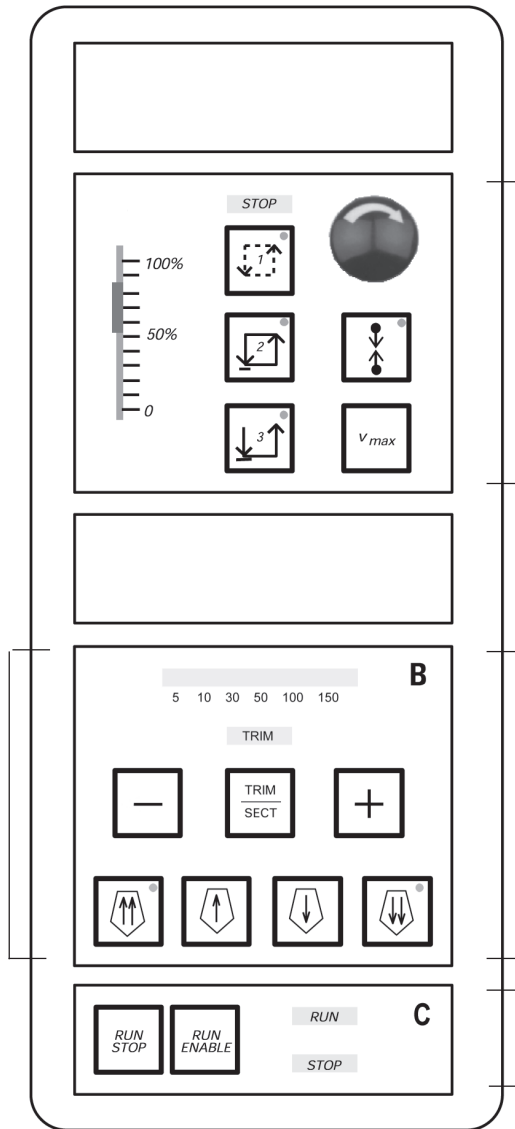 STOP
1
100%
50%
0
2
3
v max
B
5 10 30 50 100 150
TRIM
− TRIM +
SECT
C
RUN RUN RUN
STOP ENABLE
STOP